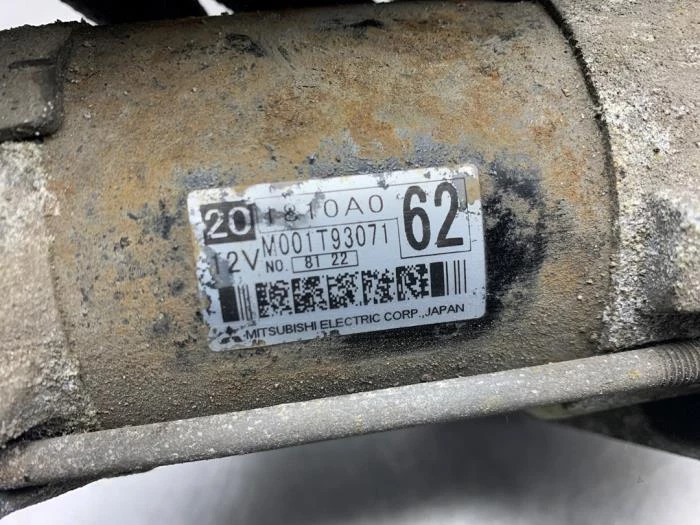 20 1810A0 62
12V M001T93071
NO. 81 22
MITSUBISHI ELECTRIC CORP., JAPAN